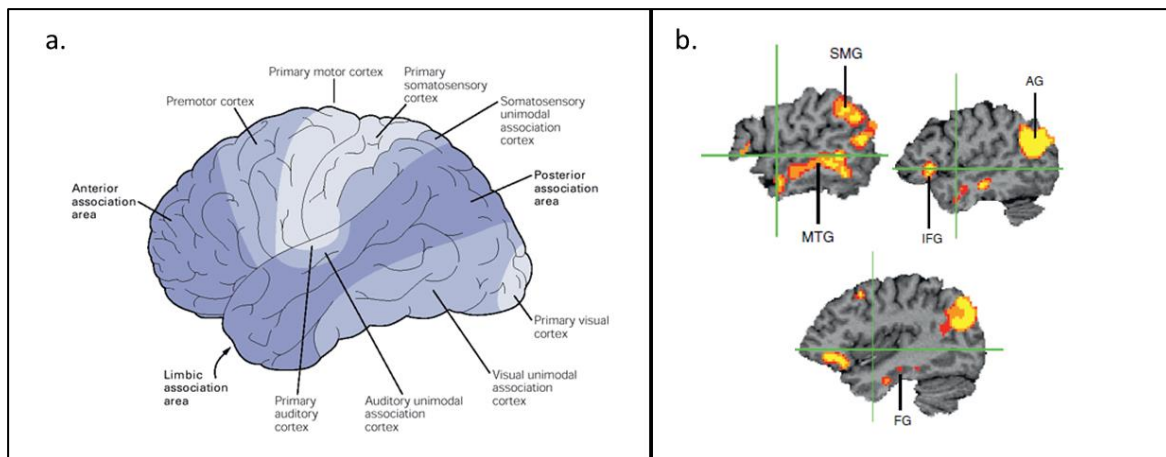 a.
Primary motor cortex
Primary
somatosensory
cortex
Premotor cortex
Somatosensory
unimodal
association
cortex
Anterior
association
area
Posterior
association
area
Primary visual
cortex
Limbic
association
area
Primary
auditory
cortex
Auditory unimodal
association
cortex
Visual unimodal
association
cortex
b.
SMG
AG
MTG
IFG
FG